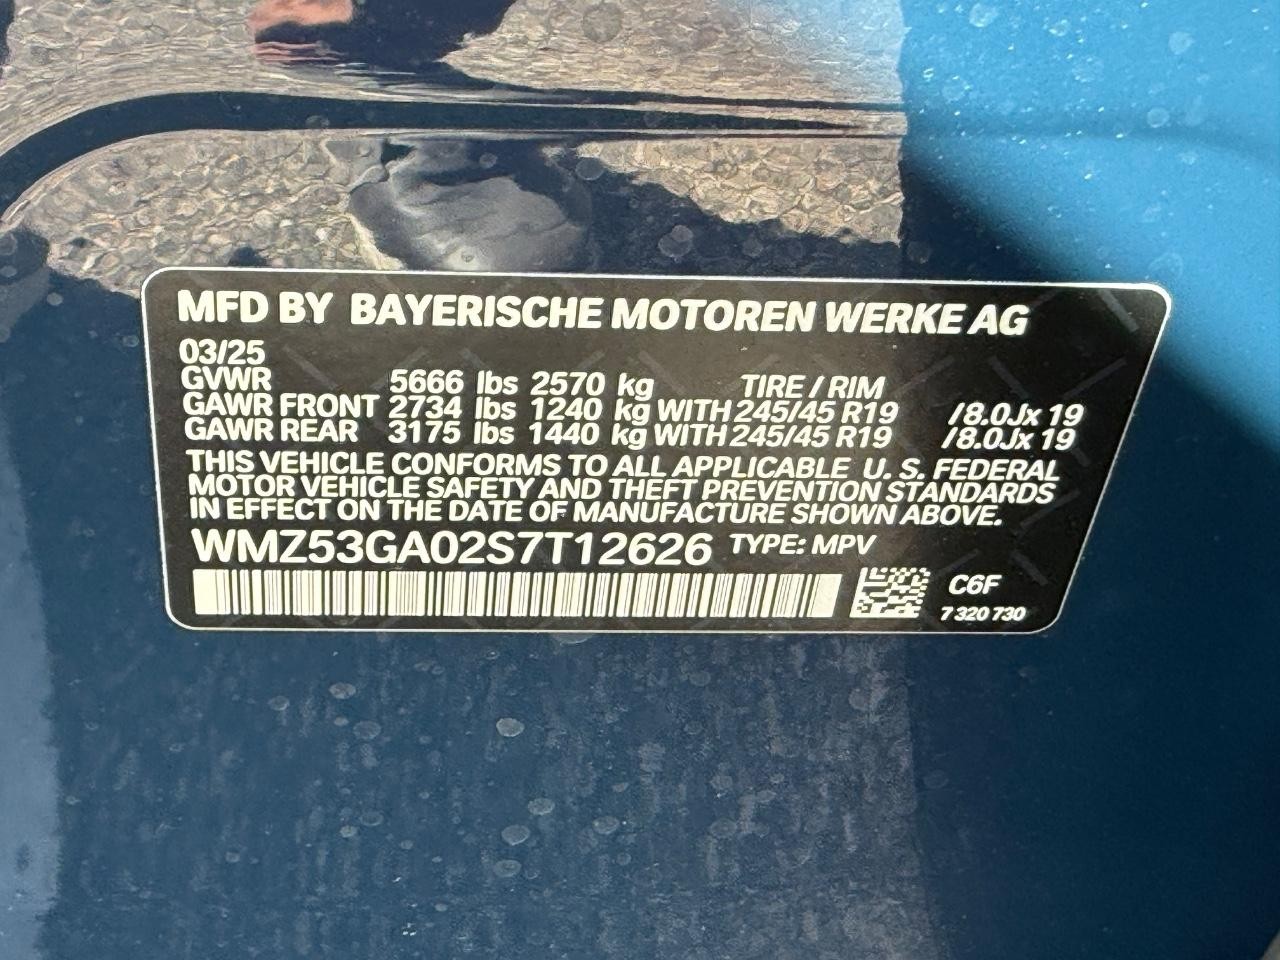 MFD BY BAYERISCHE MOTOREN WERKE AG
03/25
GVWR 5666 lbs 2570 kg TIRE / RIM
GAWR FRONT 2734 lbs 1240 kg WITH 245/45 R19 /8.0Jx 19
GAWR REAR 3175 lbs 1440 kg WITH 245/45 R19 /8.0Jx 19
THIS VEHICLE CONFORMS TO ALL APPLICABLE U. S. FEDERAL
MOTOR VEHICLE SAFETY AND THEFT PREVENTION STANDARDS
IN EFFECT ON THE DATE OF MANUFACTURE SHOWN ABOVE.
WMZ53GA02S7T12626 TYPE: MPV
C6F
7 320 730